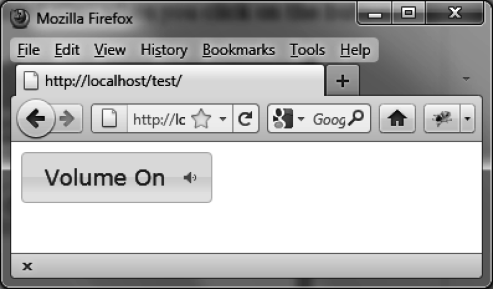 Mozilla Firefox
File Edit View History Bookmarks Tools Help
http://localhost/test/
http://lc Goog
Volume On
x